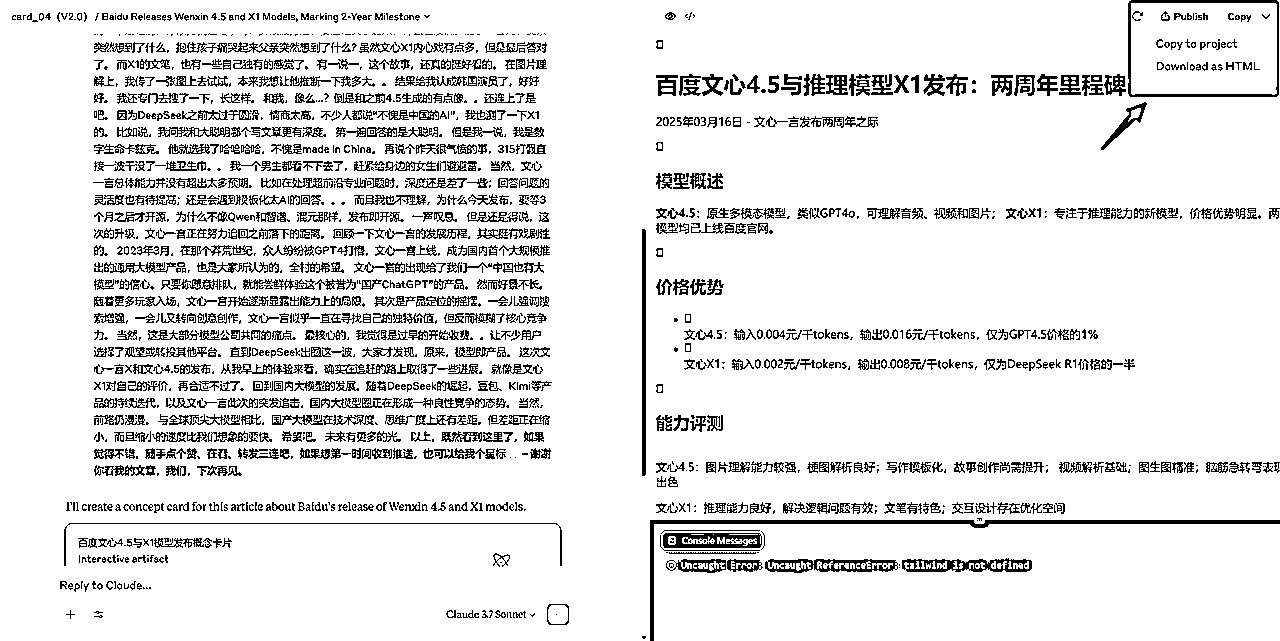 card_04 (V2.0) / Baidu Releases Wenxin 4.5 and X1 Models, Marking 2-Year Milestone
突然想到了什么，抱住孩子痛哭起来父亲突然想到了什么？虽然文心X1内心戏有点多，但是最后答对
了。而X1的文笔，也有一些自己独有的感觉了。有一说一，这个故事，还真的挺好看的。在图片理
解上，我传了一张图上去试试，本来我想让他推断一下我多大。。结果给我认成韩国演员了，好好
好。我还专门去搜了一下，长这样。和我，像么...？倒是和之前4.5生成的有点像。。还连上了是
吧。因为DeepSeek之前太过于圆滑，情商太高，不少人都说“不愧是中国的AI”，我也测了一下X1
的。比如说，我问我和大聪明哪个写文章更有深度。第一遍回答的是大聪明。但是我一说，我是数
字生命卡兹克。他就选我了哈哈哈哈，不愧是made in China。再说个昨天很气愤的事，315打假直
接一波干没了一堆卫生巾。。我一个男生都看不下去了，赶紧给身边的女生们避避雷。当然，文心
一言总体能力并没有超出太多预期。比如在处理超前沿专业问题时，深度还是差了一些；回答问题的
灵活度也有待提高；还是会遇到模板化太AI的回答。。。而且我也不理解，为什么今天发布，要等3
个月之后才开源，为什么不像Qwen和智谱、混元那样，发布即开源。一声叹息。但是还是得说，这
次的升级，文心一言正在努力追回之前落下的距离。回顾一下文心一言的发展历程，其实挺有戏剧性
的。2023年3月，在那个莽荒世纪，众人纷纷被GPT4打懵，文心一言上线，成为国内首个大规模推
出的通用大模型产品，也是大家所认为的，全村的希望。文心一言的出现给了我们一个“中国也有大
模型”的信心。只要你愿意排队，就能尝鲜体验这个被誉为“国产ChatGPT”的产品。然而好景不长。
随着更多玩家入场，文心一言开始逐渐显露出能力上的局限。其次是产品定位的摇摆。一会儿强调搜
索增强，一会儿又转向创意创作，文心一言似乎一直在寻找自己的独特价值，但反而模糊了核心竞争
力。当然，这是大部分模型公司共同的痛点。最核心的，我觉得是过早的开始收费。。让不少用户
选择了观望或转投其他平台。直到DeepSeek出圈这一波，大家才发现，原来，模型即产品。这次文
心一言X和文心4.5的发布，从我早上的体验来看，确实在追赶的路上取得了一些进展。就像是文心
X1对自己的评价，再合适不过了。回到国内大模型的发展。随着DeepSeek的崛起，豆包、Kimi等产
品的持续迭代，以及文心一言此次的突发追击，国内大模型圈正在形成一种良性竞争的态势。当然，
前路仍漫漫。与全球顶尖大模型相比，国产大模型在技术深度、思维广度上还有差距。但差距正在缩
小，而且缩小的速度比我们想象的要快。希望吧。未来有更多的光。以上，既然看到这里了，如果
觉得不错，随手点个赞、在看、转发三连吧，如果想第一时间收到推送，也可以给我个星标．．－谢谢
你看我的文章，我们，下次再见。
I'll create a concept card for this article about Baidu's release of Wenxin 4.5 and X1 models.
百度文心4.5与X1模型发布概念卡片
Interactive artifact
Reply to Claude...
Claude 3.7 Sonnet
Publish
Copy
Copy to project
Download as HTML
百度文心4.5与推理模型X1发布：两周年里程碑
2025年03月16日 - 文心一言发布两周年之际
模型概述
文心4.5：原生多模态模型，类似GPT4o，可理解音频、视频和图片； 文心X1：专注于推理能力的新模型，价格优势明显。两
模型均已上线百度官网。
价格优势
文心4.5：输入0.004元/千tokens，输出0.016元/千tokens，仅为GPT4.5价格的1%
文心X1：输入0.002元/千tokens，输出0.008元/千tokens，仅为DeepSeek R1价格的一半
能力评测
文心4.5：图片理解能力较强，梗图解析良好；写作模板化，故事创作尚需提升； 视频解析基础；图生图精准；脑筋急转弯表现
出色
文心X1：推理能力良好，解决逻辑问题有效；文笔有特色；交互设计存在优化空间
Console Messages
Uncaught Error: Uncaught ReferenceError: tailwind is not defined